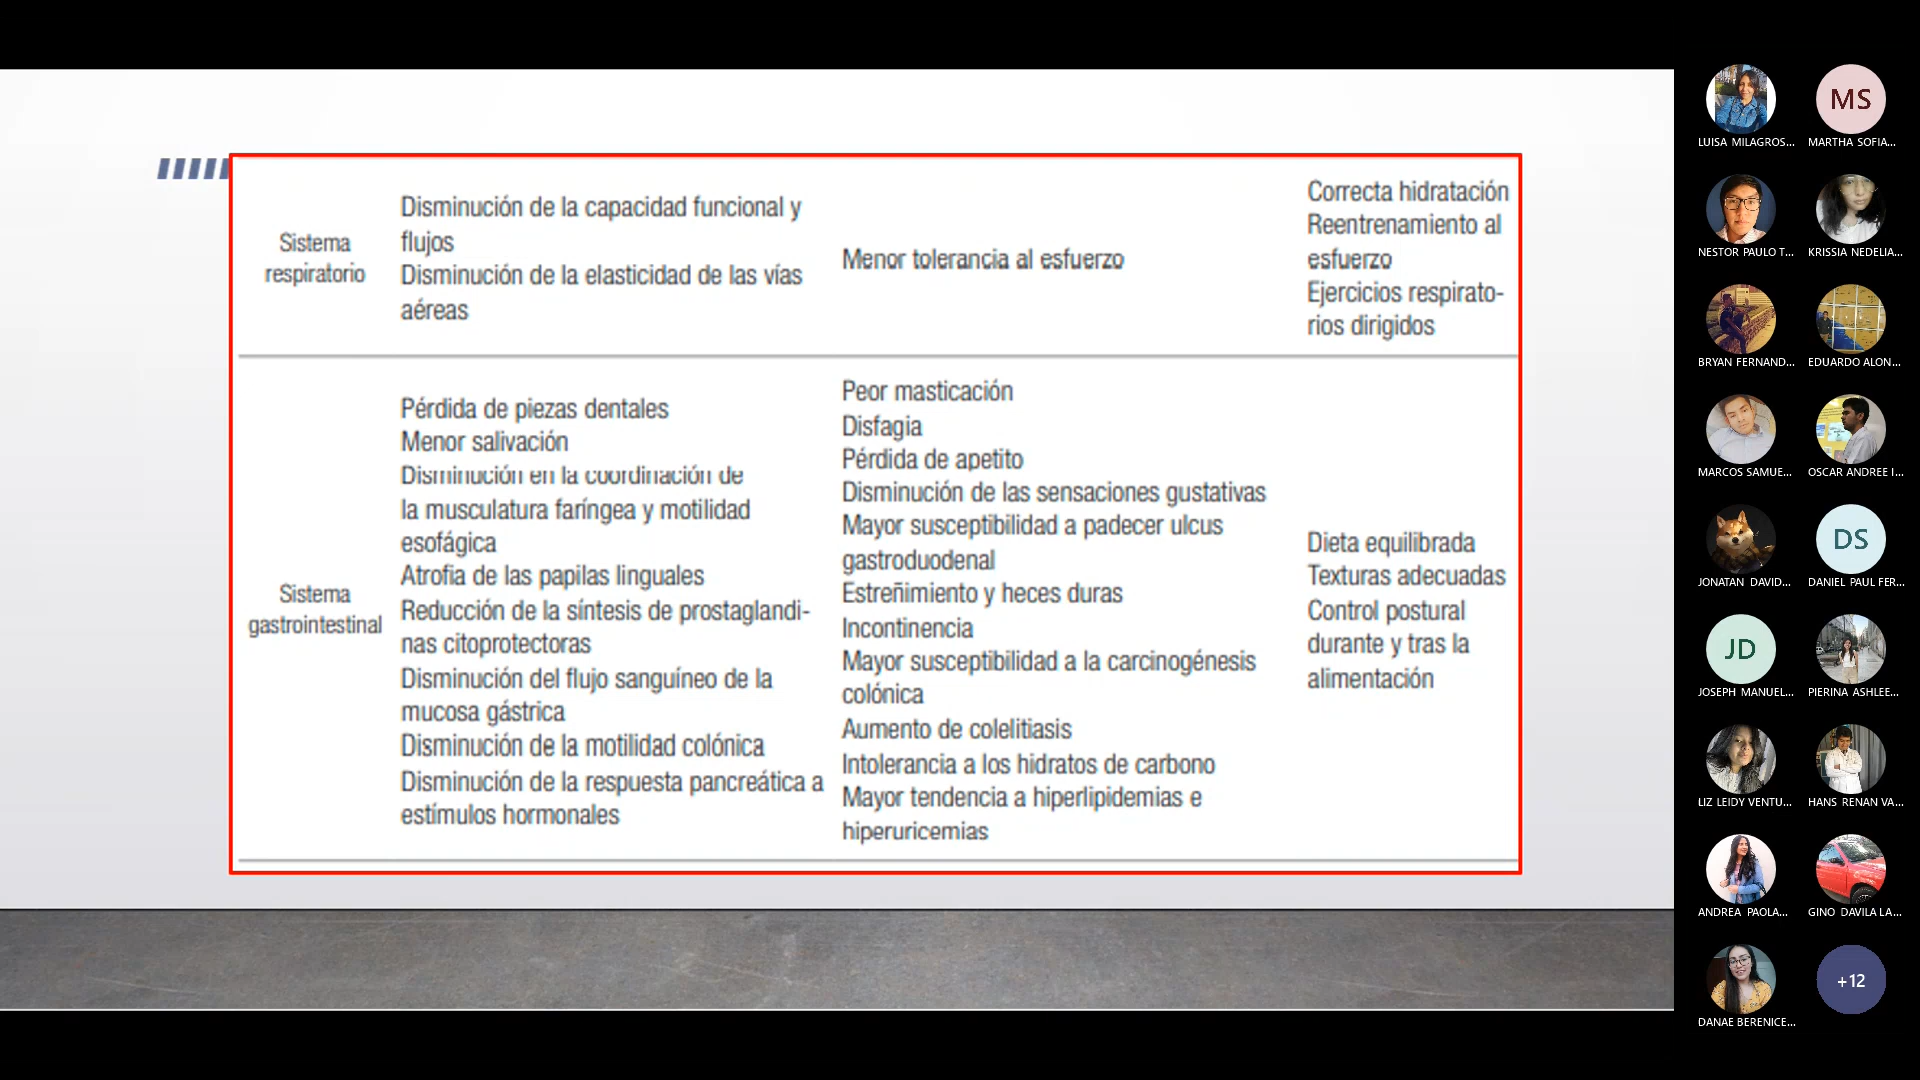 Sistema
respiratorio
Disminución de la capacidad funcional y
flujos
Disminución de la elasticidad de las vías
aéreas
Menor tolerancia al esfuerzo
Correcta hidratación
Reentrenamiento al
esfuerzo
Ejercicios respirato-
rios dirigidos
Sistema
gastrointestinal
Pérdida de piezas dentales
Menor salivación
Disminución en la coordinación de
la musculatura faríngea y motilidad
esofágica
Atrofia de las papilas linguales
Reducción de la síntesis de prostaglandi-
nas citoprotectoras
Disminución del flujo sanguíneo de la
mucosa gástrica
Disminución de la motilidad colónica
Disminución de la respuesta pancreática a
estímulos hormonales
Peor masticación
Disfagia
Pérdida de apetito
Disminución de las sensaciones gustativas
Mayor susceptibilidad a padecer ulcus
gastroduodenal
Estreñimiento y heces duras
Incontinencia
Mayor susceptibilidad a la carcinogénesis
colónica
Aumento de colelitiasis
Intolerancia a los hidratos de carbono
Mayor tendencia a hiperlipidemias e
hiperuricemias
Dieta equilibrada
Texturas adecuadas
Control postural
durante y tras la
alimentación
LUISA MILAGROS...
MS
MARTHA SOFIA...
NESTOR PAULO T...
KRISSIA NEDELIA...
BRYAN FERNAND...
EDUARDO ALON...
MARCOS SAMUE...
OSCAR ANDREE I...
JONATAN DAVID...
DS
DANIEL PAUL FER...
JD
JOSEPH MANUEL...
PIERINA ASHLEE...
LIZ LEIDY VENTU...
HANS RENAN VA...
ANDREA PAOLA...
GINO DAVILA LA...
DANAE BERENICE...
+12